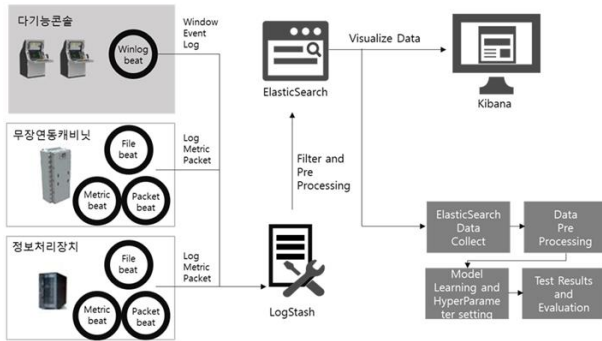 다기능콘솔
Winlog
beat
Window
Event
Log
무장연동캐비닛
File
beat
Metric
beat
Packet
beat
Log
Metric
Packet
정보처리장치
File
beat
Metric
beat
Packet
beat
Log
Metric
Packet
ElasticSearch
Visualize Data
Kibana
Filter and
Pre
Processing
LogStash
ElasticSearch
Data
Collect
Data
Pre
Processing
Model
Learning and
HyperParame
ter setting
Test Results
and
Evaluation